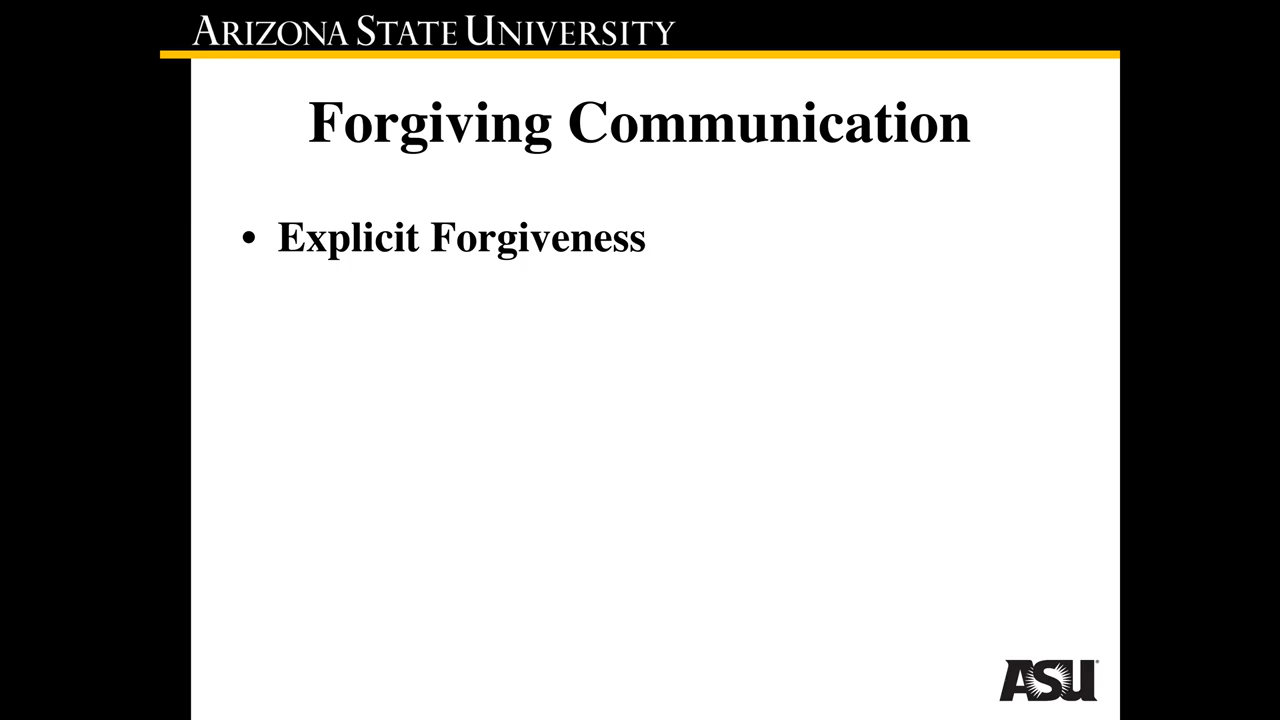 ARIZONA STATE UNIVERSITY
Forgiving Communication
• Explicit Forgiveness
ASU